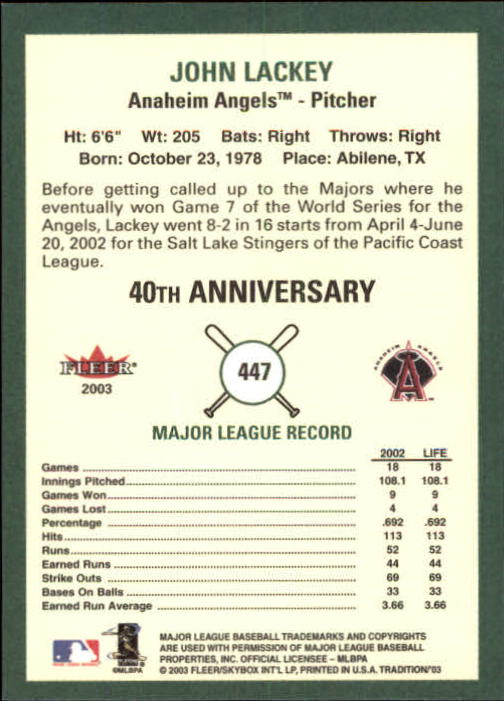 JOHN LACKEY
Anaheim Angels™ - Pitcher
Ht: 6'6" Wt: 205 Bats: Right Throws: Right
Born: October 23, 1978 Place: Abilene, TX
Before getting called up to the Majors where he
eventually won Game 7 of the World Series for the
Angels, Lackey went 8-2 in 16 starts from April 4-June
20, 2002 for the Salt Lake Stingers of the Pacific Coast
League.
40TH ANNIVERSARY
FLEER®
2003
447
ANAHEIM ANGELS
A
MAJOR LEAGUE RECORD
2002 LIFE
Games 18 18
Innings Pitched 108.1 108.1
Games Won 9 9
Games Lost 4 4
Percentage .692 .692
Hits 113 113
Runs 52 52
Earned Runs 44 44
Strike Outs 69 69
Bases On Balls 33 33
Earned Run Average 3.66 3.66
©MLBPA
MAJOR LEAGUE BASEBALL TRADEMARKS AND COPYRIGHTS
ARE USED WITH PERMISSION OF MAJOR LEAGUE BASEBALL
PROPERTIES, INC. OFFICIAL LICENSEE - MLBPA
© 2003 FLEER/SKYBOX INT'L LP, PRINTED IN U.S.A. TRADITION/'03